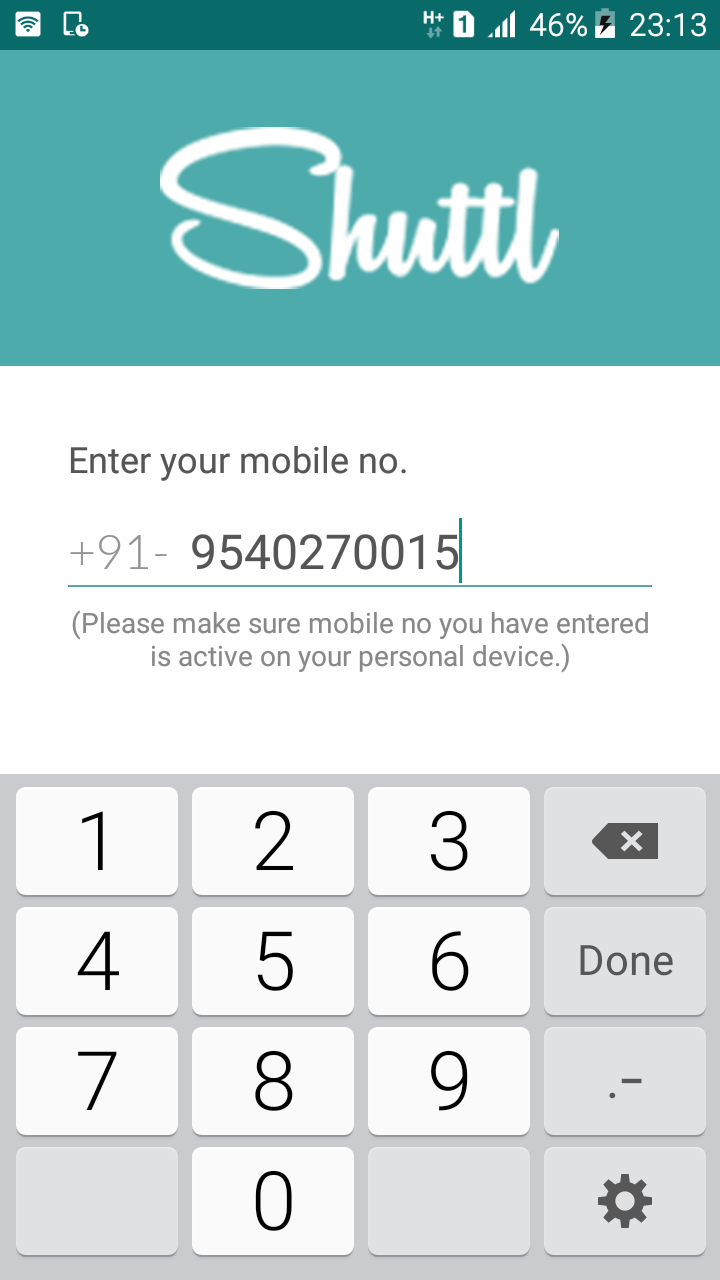 H+ 1 46% 23:13
Shuttl
Enter your mobile no.
+91- 9540270015
(Please make sure mobile no you have entered
is active on your personal device.)
1 2 3
4 5 6 Done
7 8 9 .-
0